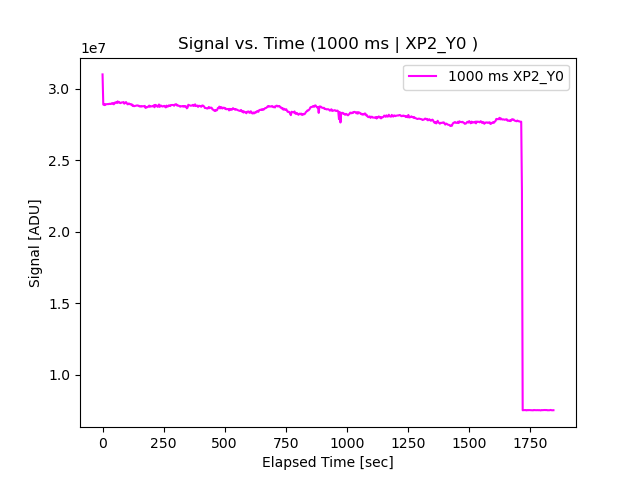 Signal vs. Time (1000 ms | XP2_Y0 )
1e7
1000 ms XP2_Y0
3.0
2.5
2.0
1.5
1.0
Signal [ADU]
0 250 500 750 1000 1250 1500 1750
Elapsed Time [sec]